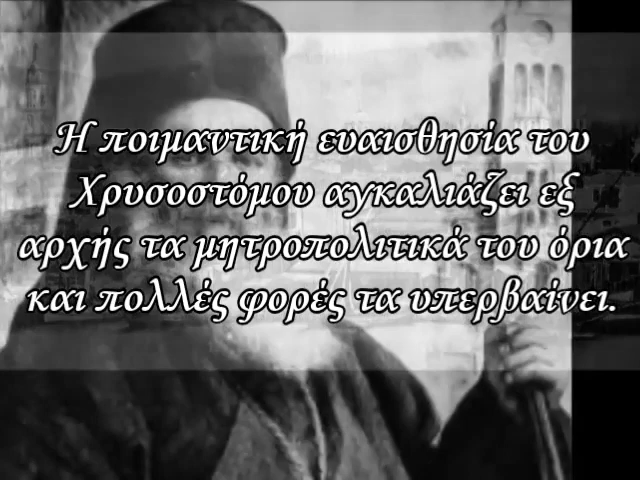 Η ποιμαντική ευαισθησία του
Χρυσοστόμου αγκαλιάζει εξ
αρχής τα μητροπολιτικά του όρια
και πολλές φορές τα υπερβαίνει.